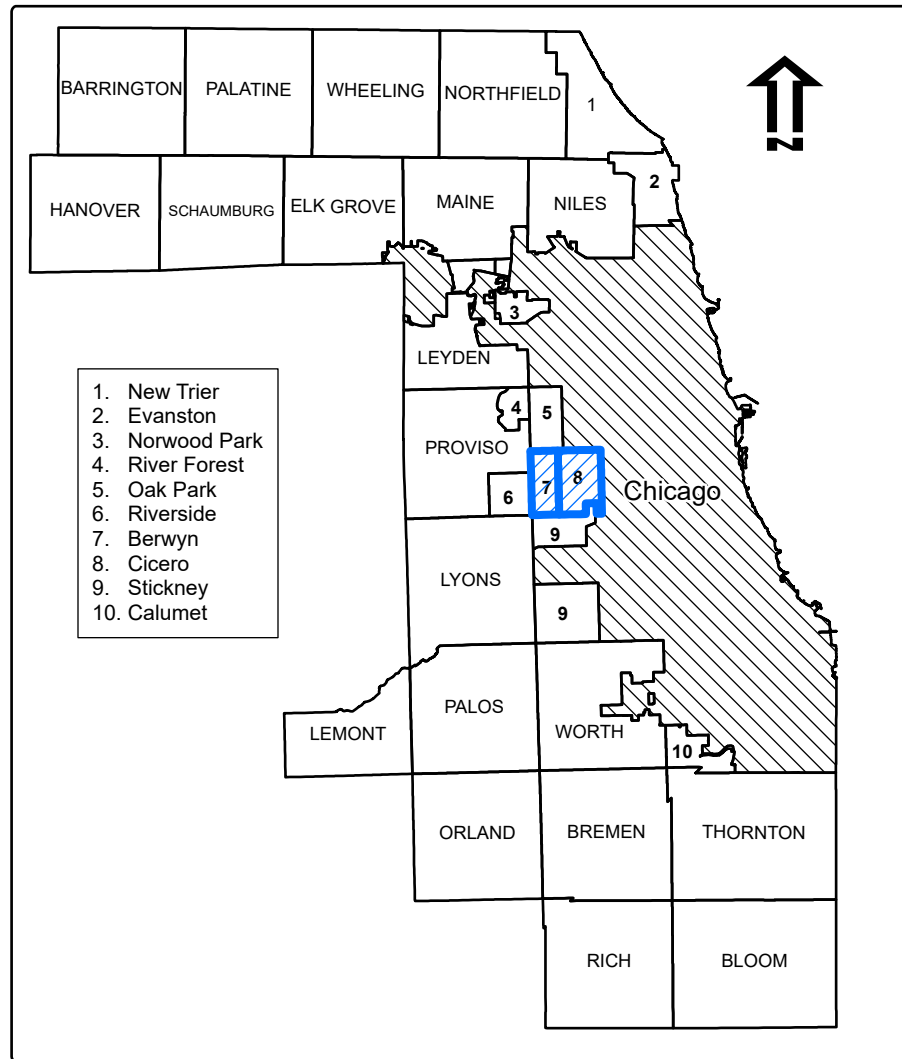 BARRINGTON
PALATINE
WHEELING
NORTHFIELD
1
N
HANOVER
SCHAUMBURG
ELK GROVE
MAINE
NILES
2
3
LEYDEN
1. New Trier
2. Evanston
3. Norwood Park
4. River Forest
5. Oak Park
6. Riverside
7. Berwyn
8. Cicero
9. Stickney
10. Calumet
4
5
PROVISO
6
7
8
Chicago
9
LYONS
9
PALOS
LEMONT
WORTH
10
ORLAND
BREMEN
THORNTON
RICH
BLOOM